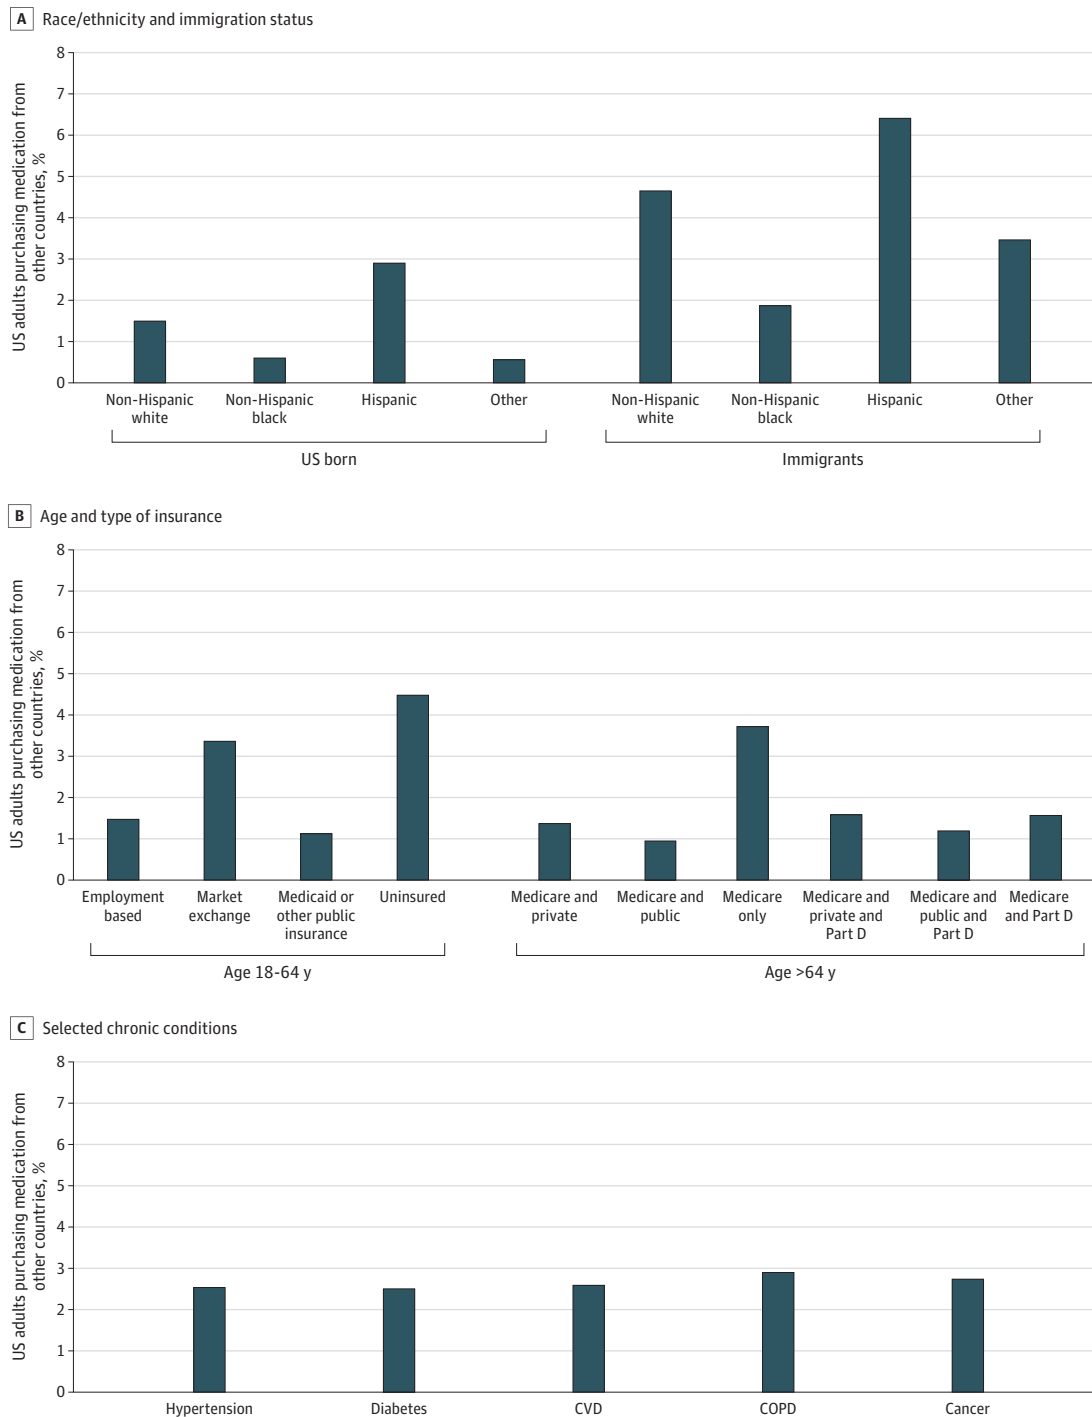 A Race/ethnicity and immigration status
US adults purchasing medication from
other countries, %
8
7
6
5
4
3
2
1
0
Non-Hispanic white
Non-Hispanic black
Hispanic
Other
Non-Hispanic white
Non-Hispanic black
Hispanic
Other
US born
Immigrants
B Age and type of insurance
US adults purchasing medication from
other countries, %
8
7
6
5
4
3
2
1
0
Employment based
Market exchange
Medicaid or other public insurance
Uninsured
Medicare and private
Medicare and public
Medicare only
Medicare and private and Part D
Medicare and public and Part D
Medicare and Part D
Age 18-64 y
Age >64 y
C Selected chronic conditions
US adults purchasing medication from
other countries, %
8
7
6
5
4
3
2
1
0
Hypertension
Diabetes
CVD
COPD
Cancer